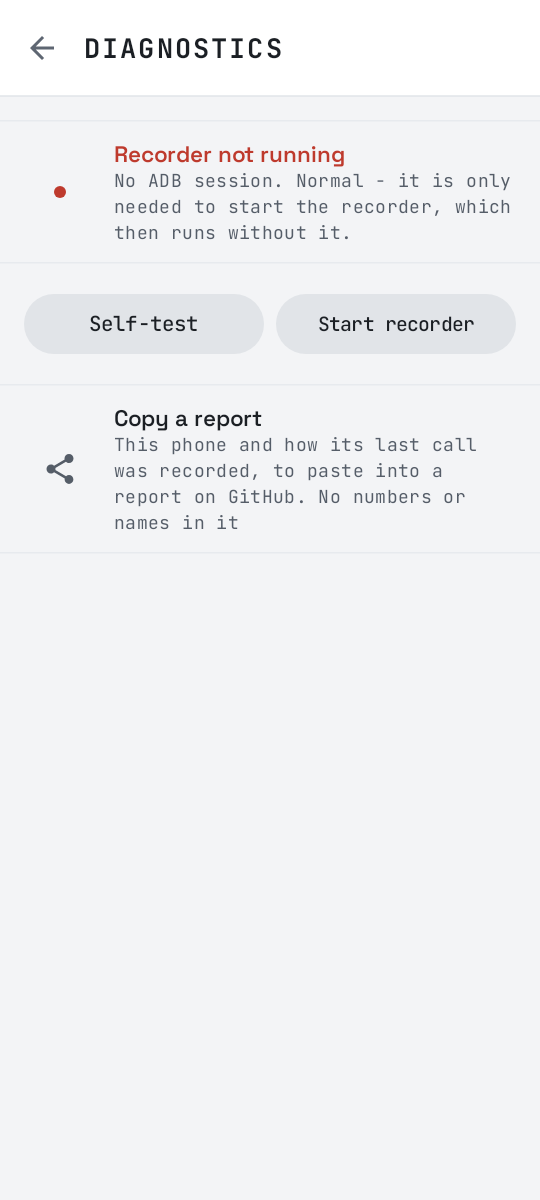 DIAGNOSTICS
Recorder not running
No ADB session. Normal - it is only
needed to start the recorder, which
then runs without it.
Self-test
Start recorder
Copy a report
This phone and how its last call
was recorded, to paste into a
report on GitHub. No numbers or
names in it